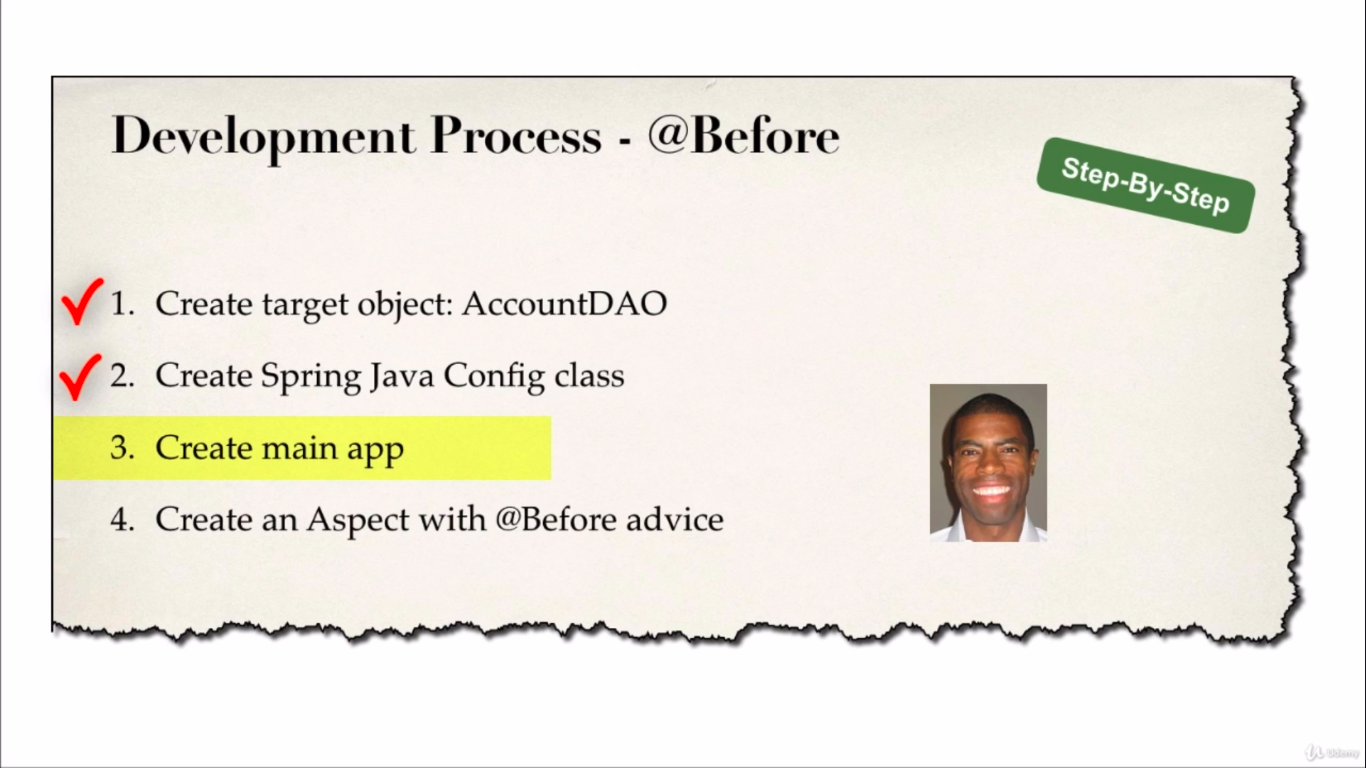 Development Process - @Before
Step-By-Step
1. Create target object: AccountDAO
2. Create Spring Java Config class
3. Create main app
4. Create an Aspect with @Before advice
Udemy